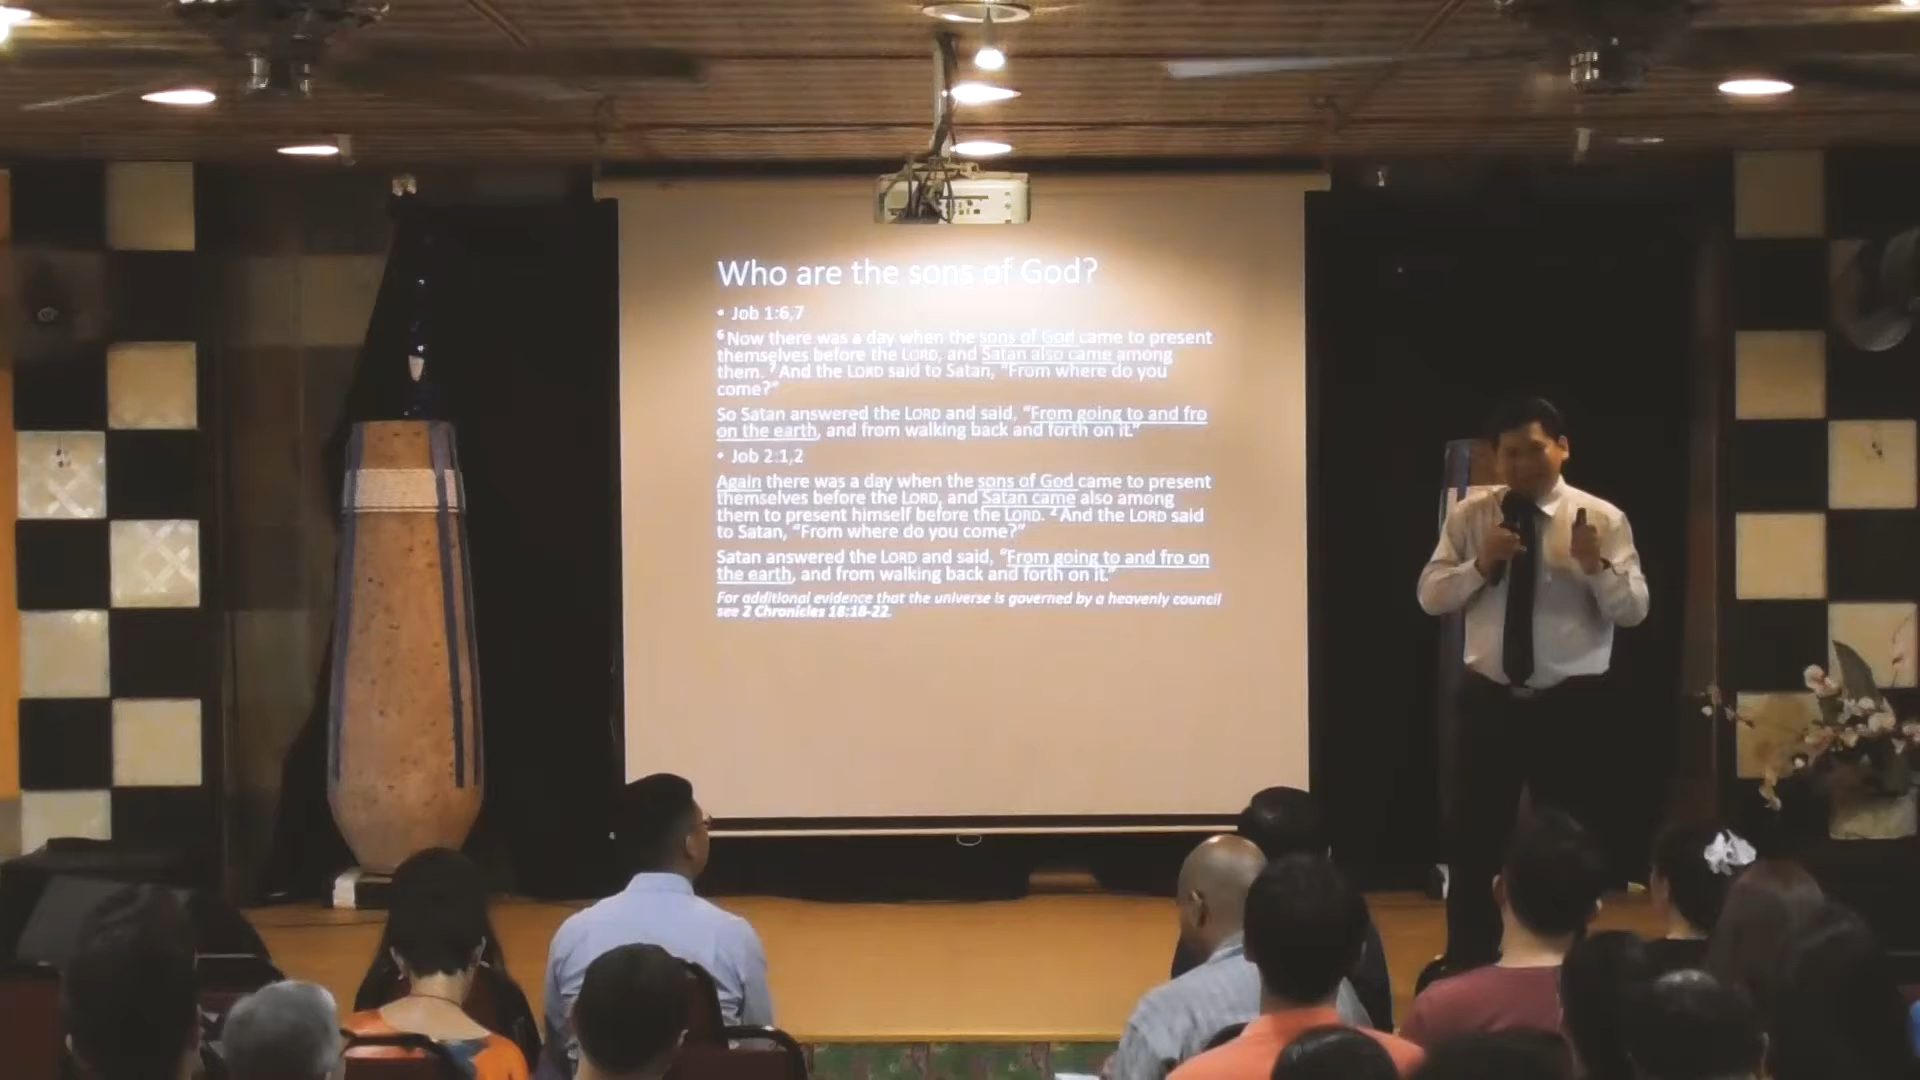 Who are the sons of God?
• Job 1:6,7
6 Now there was a day when the sons of God came to present
themselves before the LORD, and Satan also came among
them. 7 And the LORD said to Satan, “From where do you
come?”
So Satan answered the LORD and said, “From going to and fro
on the earth, and from walking back and forth on it.”
• Job 2:1,2
Again there was a day when the sons of God came to present
themselves before the LORD, and Satan came also among
them to present himself before the LORD. 2 And the LORD said
to Satan, “From where do you come?”
Satan answered the LORD and said, “From going to and fro on
the earth, and from walking back and forth on it.”
For additional evidence that the universe is governed by a heavenly council
see 2 Chronicles 18:18-22.